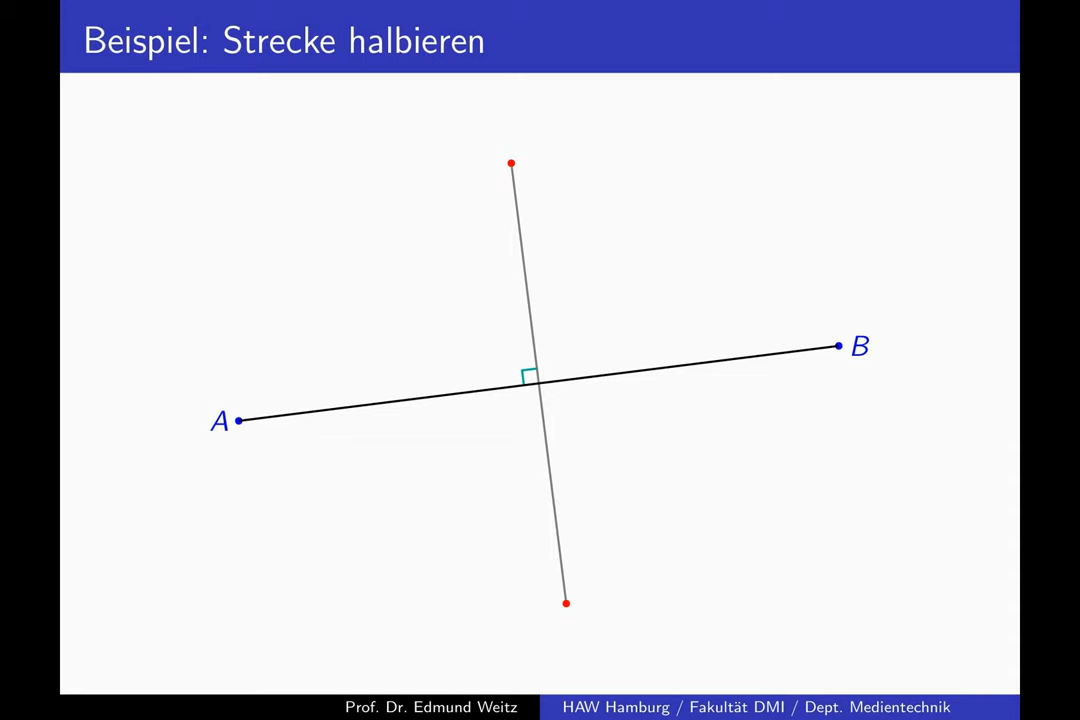 Beispiel: Strecke halbieren
B
A
Prof. Dr. Edmund Weitz
HAW Hamburg / Fakultät DMI / Dept. Medientechnik